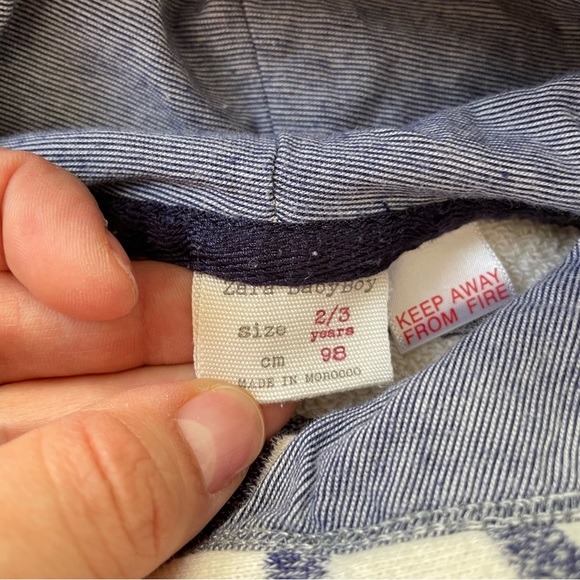 Zara BabyBoy
size 2/3 years
cm 98
MADE IN MOROCCO
KEEP AWAY
FROM FIRE